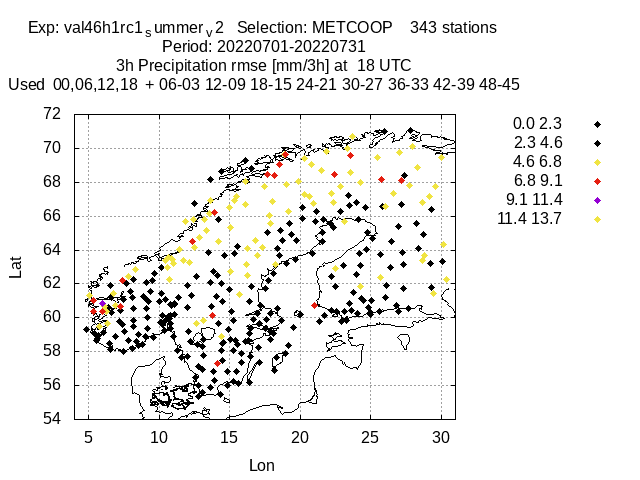 Exp: val46h1rc1summerv2 Selection: METCOOP 343 stations
Period: 20220701-20220731
3h Precipitation rmse [mm/3h] at 18 UTC
Used 00,06,12,18 + 06-03 12-09 18-15 24-21 30-27 36-33 42-39 48-45
72
70
68
66
64
62
60
58
56
54
5 10 15 20 25 30
Lat
Lon
0.0 2.3
2.3 4.6
4.6 6.8
6.8 9.1
9.1 11.4
11.4 13.7